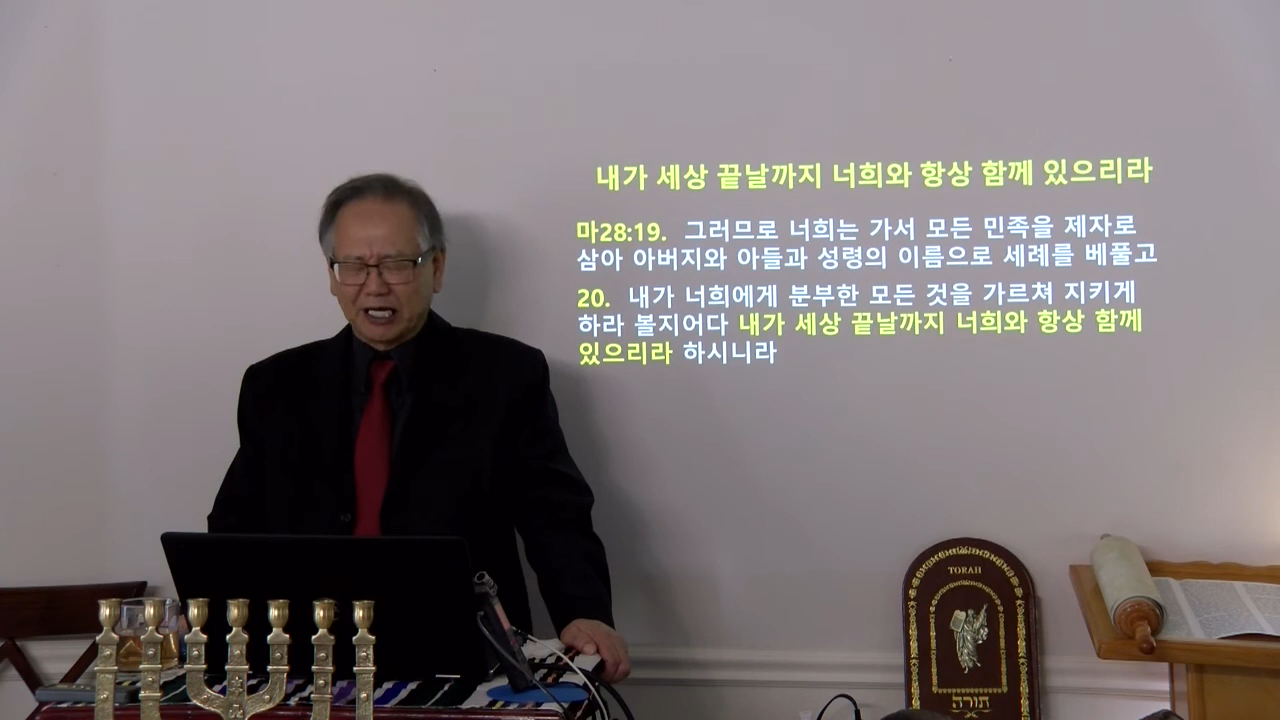 내가 세상 끝날까지 너희와 항상 함께 있으리라
마28:19. 그러므로 너희는 가서 모든 민족을 제자로
삼아 아버지와 아들과 성령의 이름으로 세례를 베풀고
20. 내가 너희에게 분부한 모든 것을 가르쳐 지키게
하라 볼지어다 내가 세상 끝날까지 너희와 항상 함께
있으리라 하시니라
TORAH
תורה